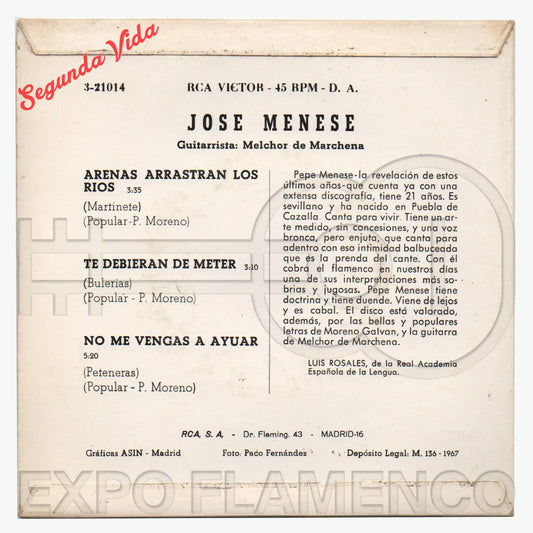 Segunda Vida
3-21014 RCA VICTOR - 45 RPM - D. A.
JOSE MENESE
Guitarrista: Melchor de Marchena
ARENAS ARRASTRAN LOS
RIOS 3:35
(Martinete)
(Popular-P. Moreno)
TE DEBIERAN DE METER 3:10
(Bulerías)
(Popular - P. Moreno)
NO ME VENGAS A AYUAR
5:20
(Peteneras)
(Popular - P. Moreno)
Pepe Menese-la revelación de estos
últimos años-que cuenta ya con una
extensa discografía, tiene 21 años. Es
sevillano y ha nacido en Puebla de
Cazalla. Canta para vivir. Tiene un ar-
te medido, sin concesiones, y una voz
bronca, pero enjuta, que canta para
adentro con esa intimidad balbuceada
que es la prenda del cante. Con él
cobra el flamenco en nuestros días
una de sus interpretaciones más so-
brias y jugosas. Pepe Menese tiene
doctrina y tiene duende. Viene de lejos
y es cabal. El disco está valorado,
además, por las bellas y populares
letras de Moreno Galvan, y la guitarra
de Melchor de Marchena.
LUIS ROSALES, de la Real Academia
Española de la Lengua.
RCA, S. A, - Dr. Fleming. 43 - MADRID-16
Gráficas ASIN - Madrid Foto: Paco Fernández Depósito Legal: M. 136 - 1967
EXPO FLAMENCO